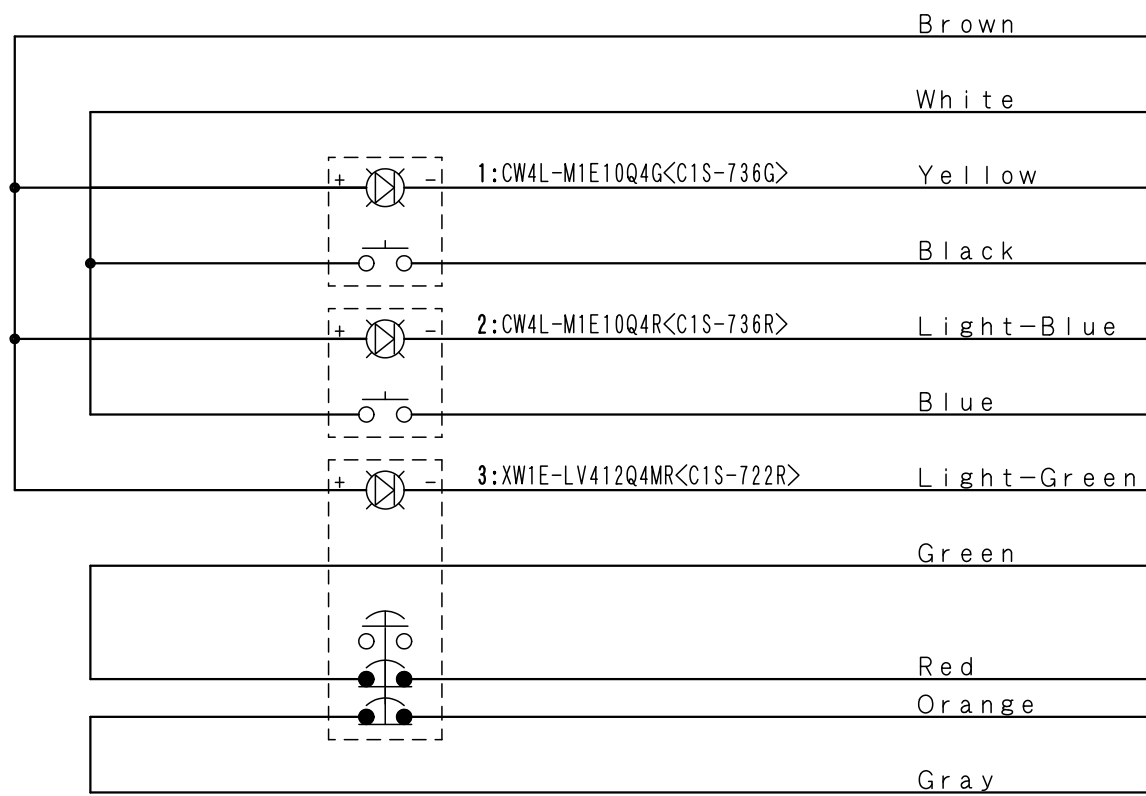 Brown
White
+ - 1:CW4L-M1E10Q4G<C1S-736G> Yellow
Black
+ - 2:CW4L-M1E10Q4R<C1S-736R> Light-Blue
Blue
+ - 3:XW1E-LV412Q4MR<C1S-722R> Light-Green
Green
Red
Orange
Gray